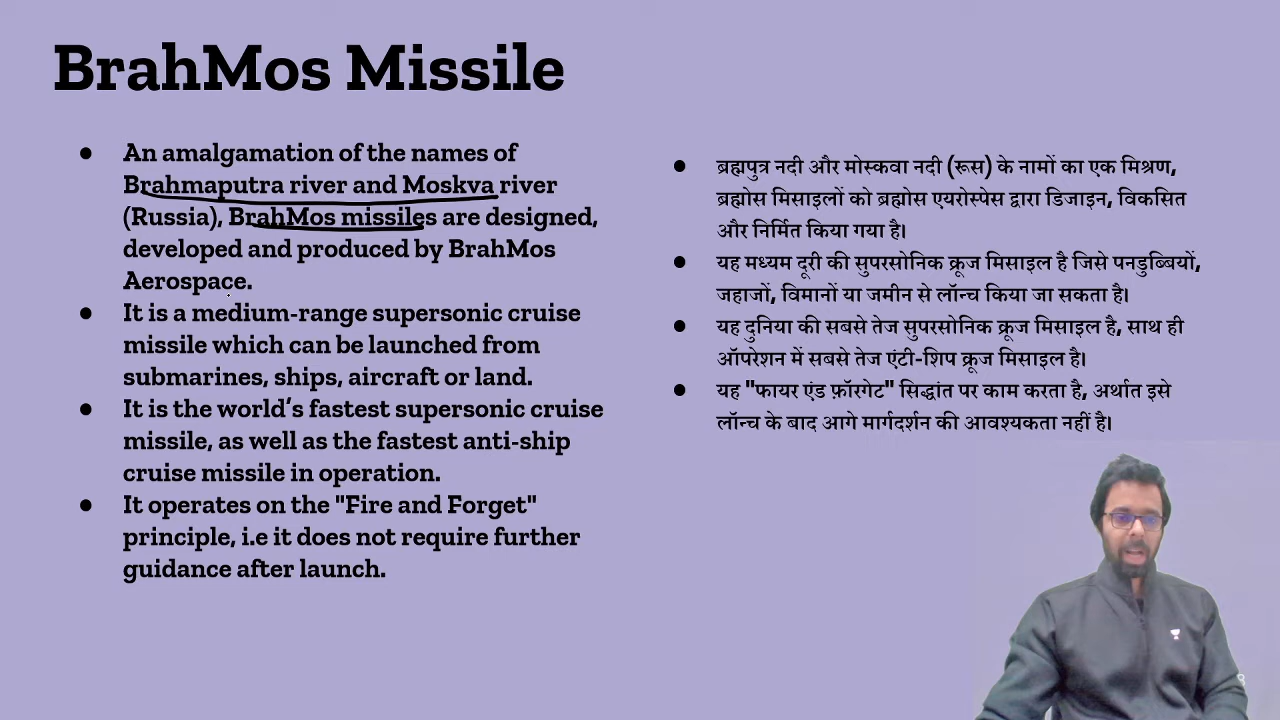 BrahMos Missile
● An amalgamation of the names of
Brahmaputra river and Moskva river
(Russia), BrahMos missiles are designed,
developed and produced by BrahMos
Aerospace.
● It is a medium-range supersonic cruise
missile which can be launched from
submarines, ships, aircraft or land.
● It is the world’s fastest supersonic cruise
missile, as well as the fastest anti-ship
cruise missile in operation.
● It operates on the "Fire and Forget"
principle, i.e it does not require further
guidance after launch.
● ब्रह्मपुत्र नदी और मोस्कवा नदी (रूस) के नामों का एक मिश्रण,
ब्रह्मोस मिसाइलों को ब्रह्मोस एयरोस्पेस द्वारा डिजाइन, विकसित
और निर्मित किया गया है।
● यह मध्यम दूरी की सुपरसोनिक क्रूज मिसाइल है जिसे पनडुब्बियों,
जहाजों, विमानों या जमीन से लॉन्च किया जा सकता है।
● यह दुनिया की सबसे तेज सुपरसोनिक क्रूज मिसाइल है, साथ ही
ऑपरेशन में सबसे तेज एंटी-शिप क्रूज मिसाइल है।
● यह "फायर एंड फ़ॉरगेट" सिद्धांत पर काम करता है, अर्थात इसे
लॉन्च के बाद आगे मार्गदर्शन की आवश्यकता नहीं है।